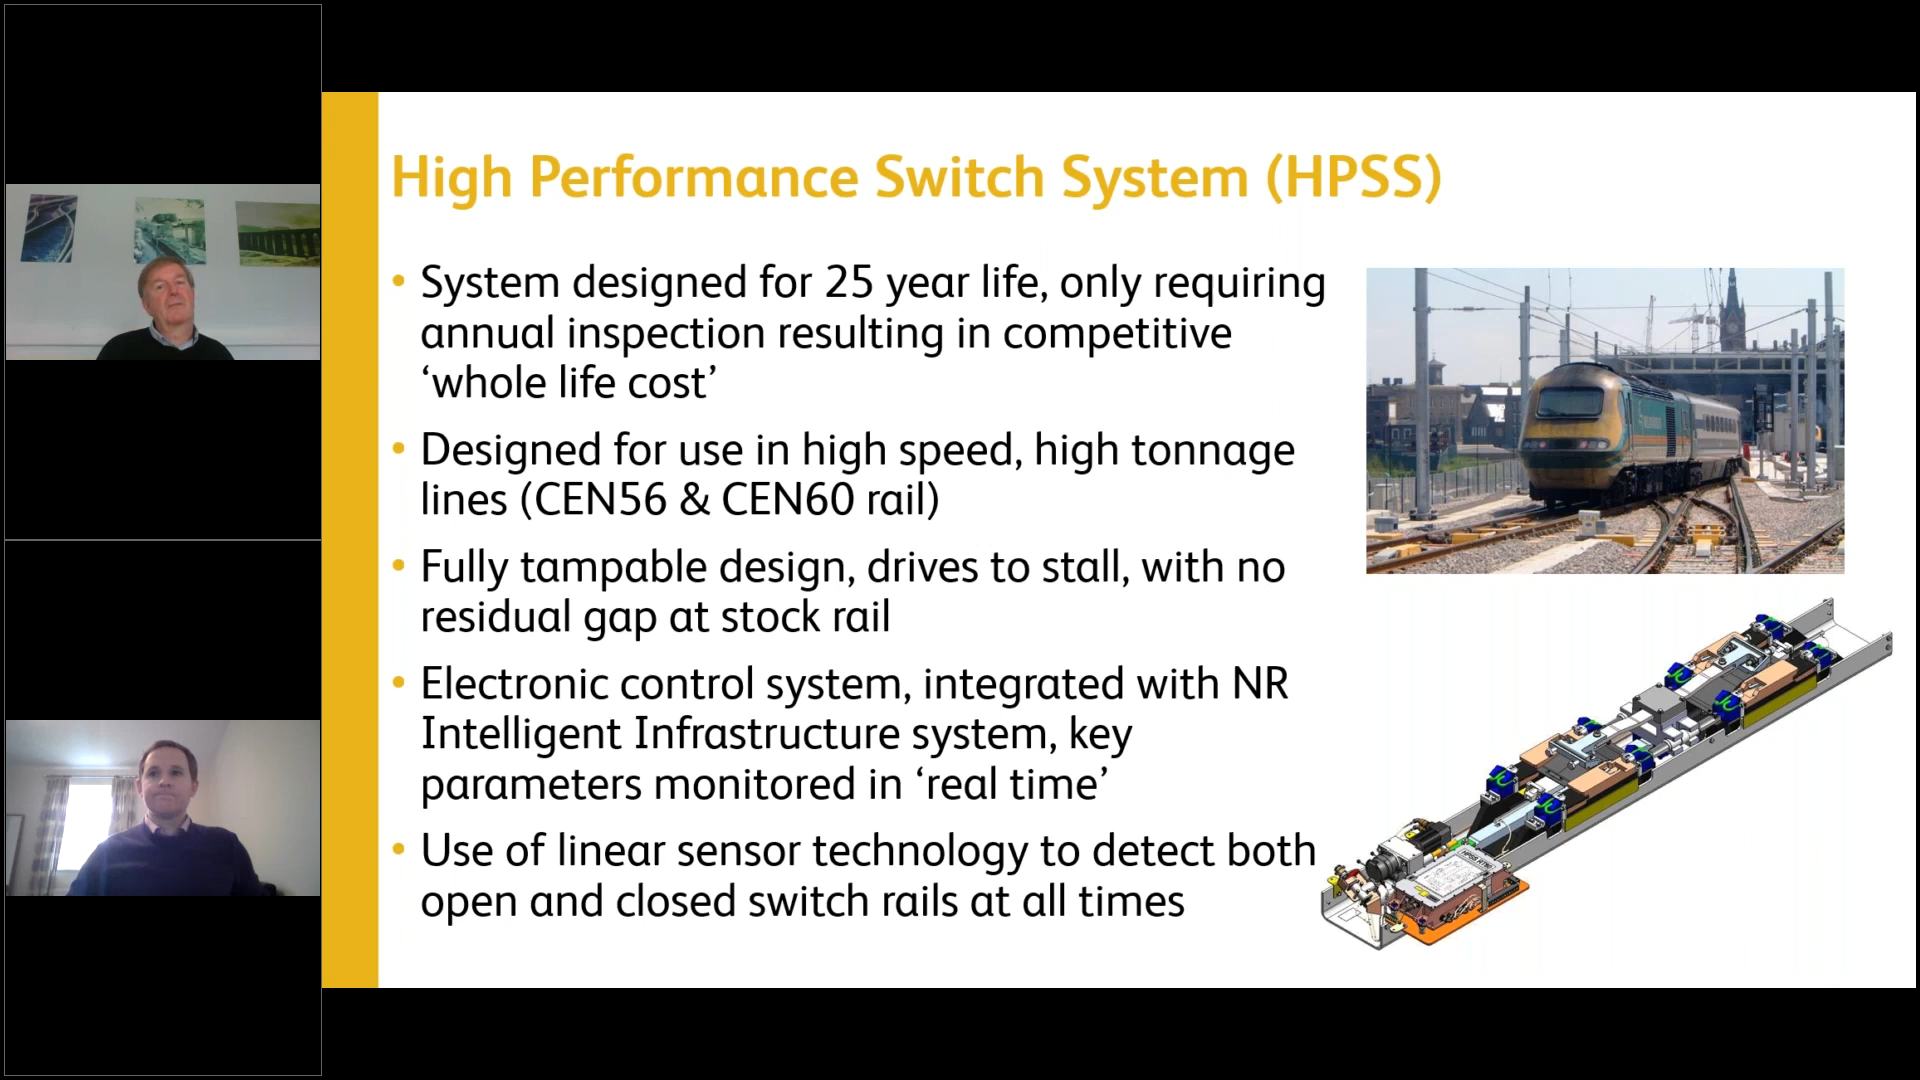 High Performance Switch System (HPSS)
• System designed for 25 year life, only requiring
annual inspection resulting in competitive
‘whole life cost’
• Designed for use in high speed, high tonnage
lines (CEN56 & CEN60 rail)
• Fully tampable design, drives to stall, with no
residual gap at stock rail
• Electronic control system, integrated with NR
Intelligent Infrastructure system, key
parameters monitored in ‘real time’
• Use of linear sensor technology to detect both
open and closed switch rails at all times